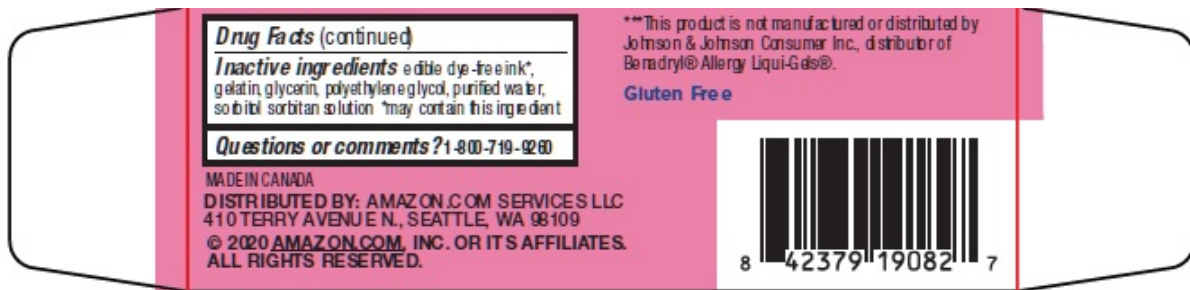 Drug Facts (continued)
Inactive ingredients edible dye-free ink*,
gelatin, glycerin, polyethylene glycol, purified water,
sorbitol sorbitan solution *may contain this ingredient
Questions or comments? 1-800-719-9260
MADE IN CANADA
DISTRIBUTED BY: AMAZON.COM SERVICES LLC
410 TERRY AVENUE N., SEATTLE, WA 98109
© 2020 AMAZON.COM, INC. OR ITS AFFILIATES.
ALL RIGHTS RESERVED.
***This product is not manufactured or distributed by
Johnson & Johnson Consumer Inc., distributor of
Benadryl® Allergy Liqui-Gels®.
Gluten Free
8 42379 19082 7